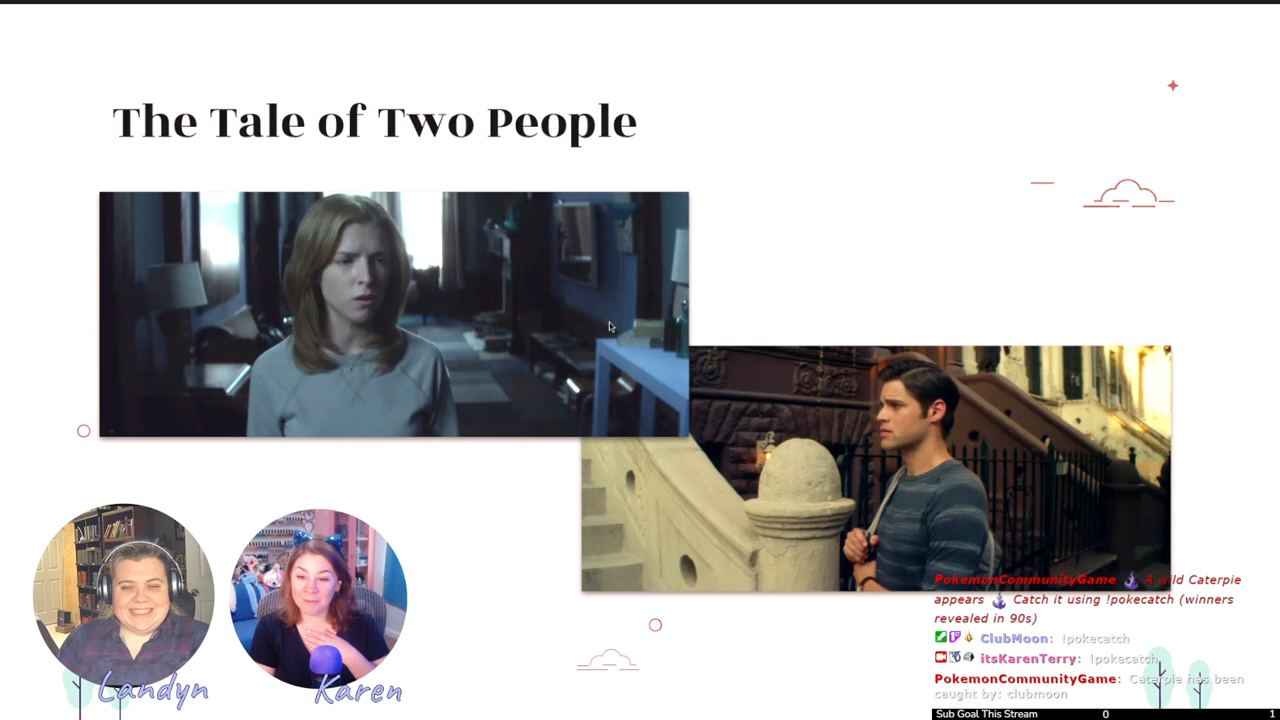 The Tale of Two People
Landyn
Karen
PokemonCommunityGame A wild Caterpie
appears Catch it using !pokecatch (winners
revealed in 90s)
ClubMoon: !pokecatch
itsKarenTerry: !pokecatch
PokemonCommunityGame: Caterpie has been
caught by: clubmoon
Sub Goal This Stream 0 1